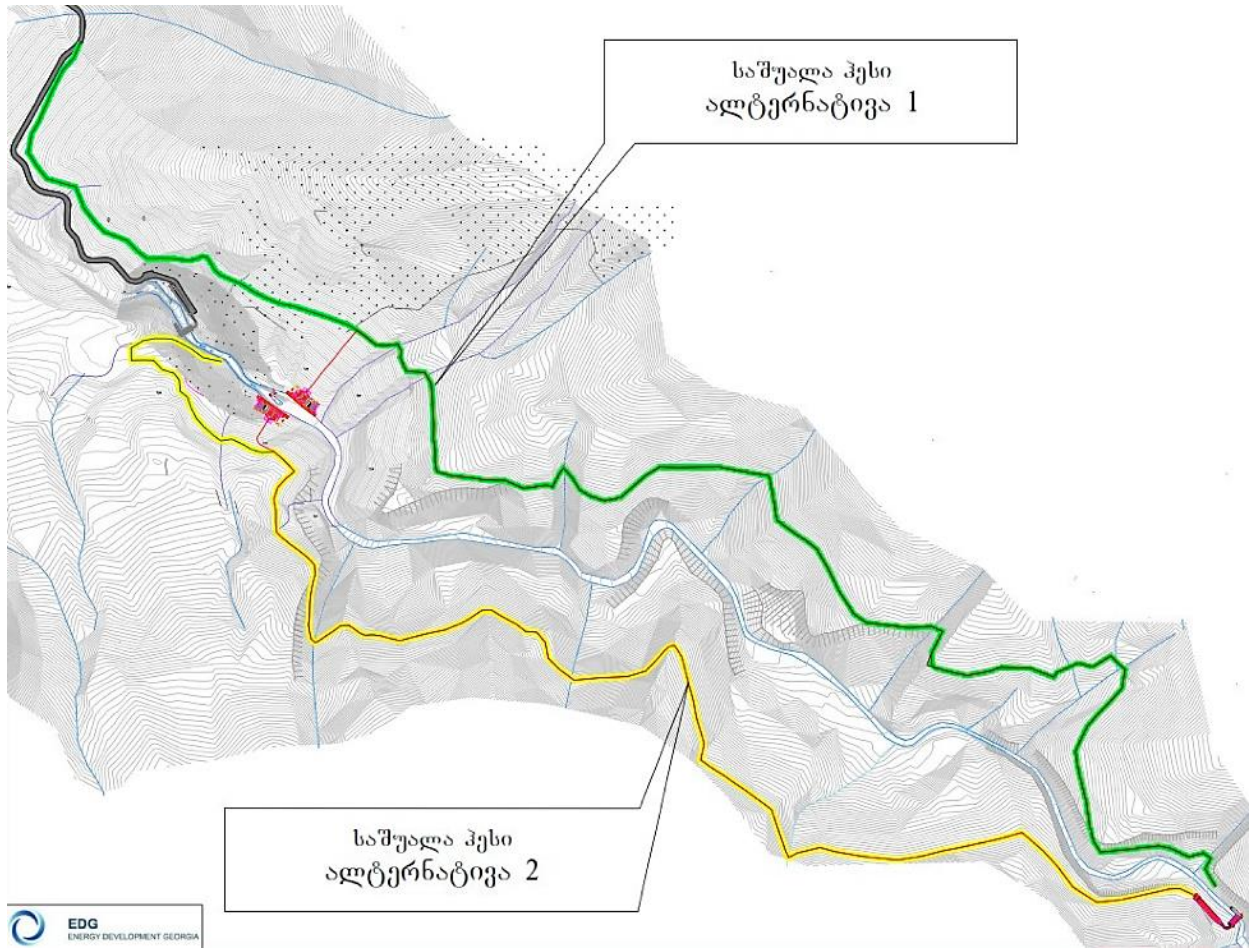 საშუალა ჰესი
ალტერნატივა 1
საშუალა ჰესი
ალტერნატივა 2
EDG
ENERGY DEVELOPMENT GEORGIA